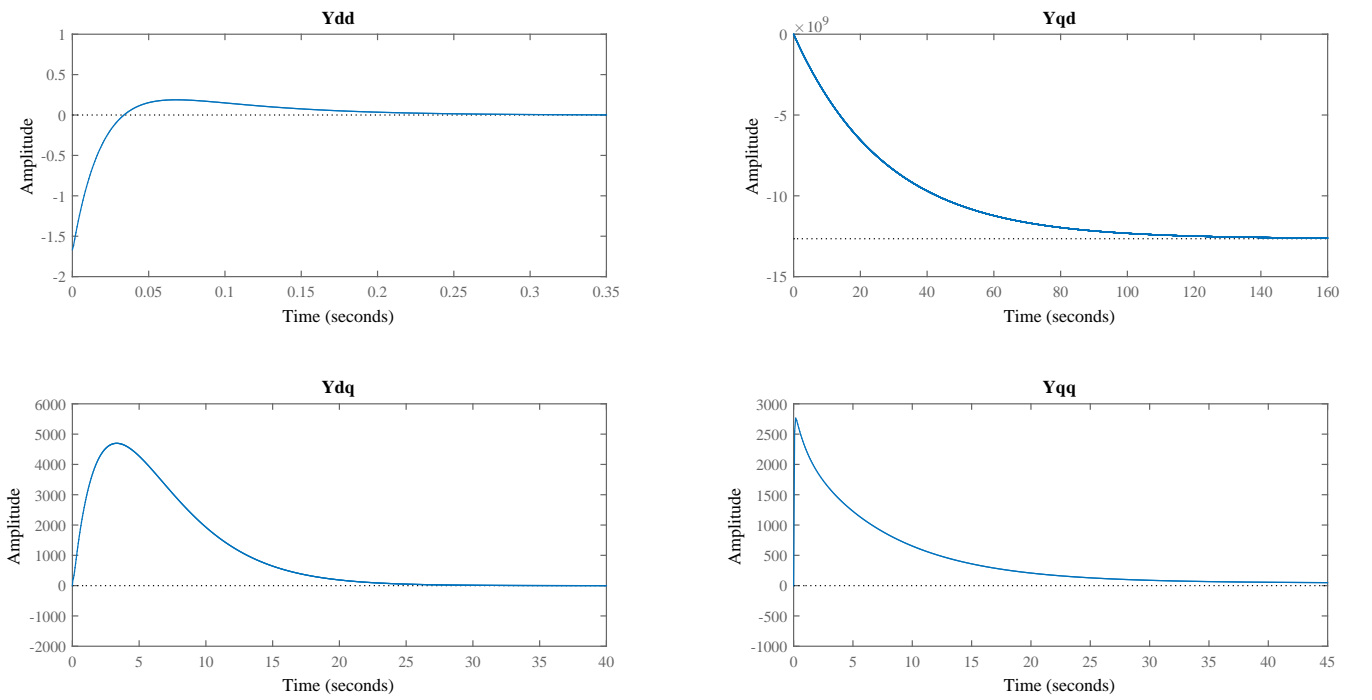 Ydd
1
0.5
0
-0.5
-1
-1.5
-2
Amplitude
0 0.05 0.1 0.15 0.2 0.25 0.3 0.35
Time (seconds)
Yqd
×10^9
0
-5
-10
-15
Amplitude
0 20 40 60 80 100 120 140 160
Time (seconds)
Ydq
6000
5000
4000
3000
2000
1000
0
-1000
-2000
Amplitude
0 5 10 15 20 25 30 35 40
Time (seconds)
Yqq
3000
2500
2000
1500
1000
500
0
-500
-1000
Amplitude
0 5 10 15 20 25 30 35 40 45
Time (seconds)